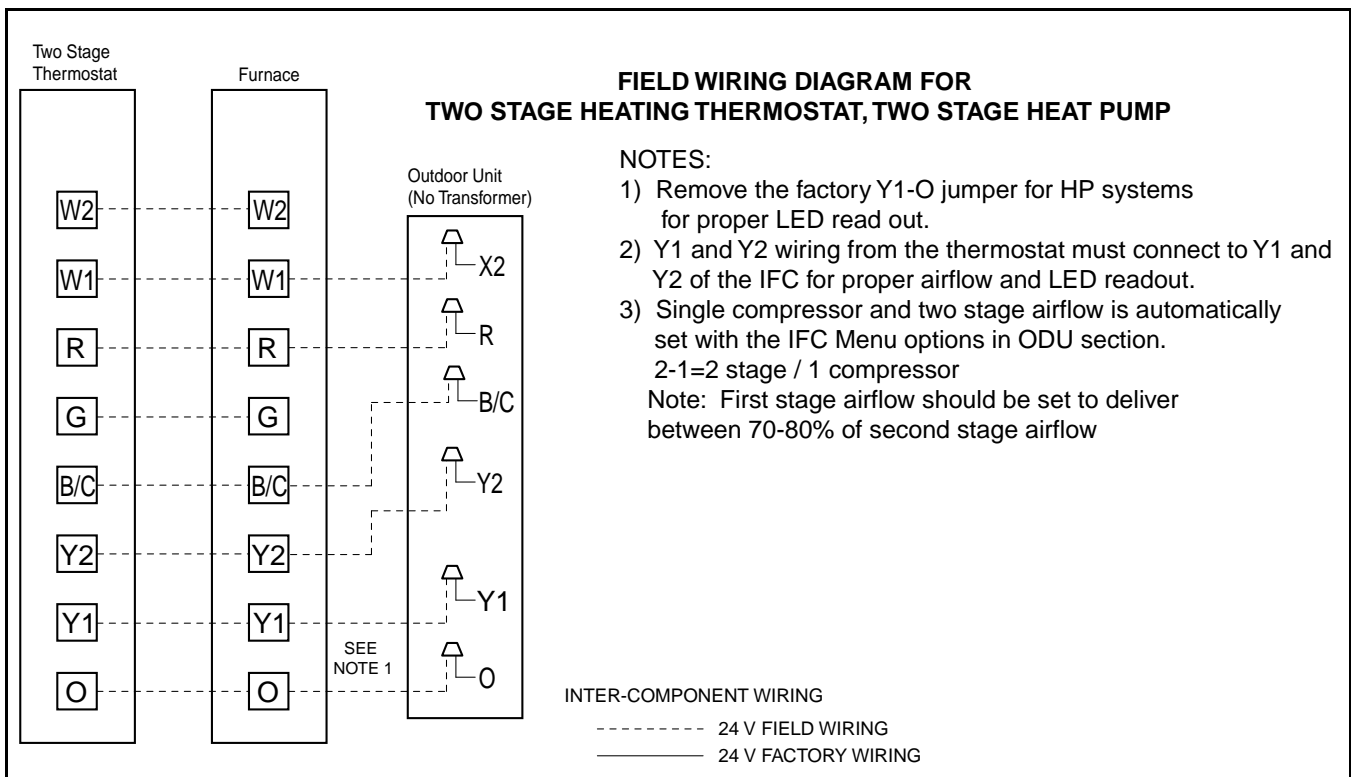 Two Stage
Thermostat
Furnace
FIELD WIRING DIAGRAM FOR
TWO STAGE HEATING THERMOSTAT, TWO STAGE HEAT PUMP
Outdoor Unit
(No Transformer)
NOTES:
1) Remove the factory Y1-O jumper for HP systems
for proper LED read out.
2) Y1 and Y2 wiring from the thermostat must connect to Y1 and
Y2 of the IFC for proper airflow and LED readout.
3) Single compressor and two stage airflow is automatically
set with the IFC Menu options in ODU section.
2-1=2 stage / 1 compressor
Note: First stage airflow should be set to deliver
between 70-80% of second stage airflow
W2
W2
W1
W1
X2
R
R
R
G
G
B/C
B/C
B/C
Y2
Y2
Y2
Y1
Y1
Y1
SEE
NOTE 1
O
O
O
INTER-COMPONENT WIRING
24 V FIELD WIRING
24 V FACTORY WIRING